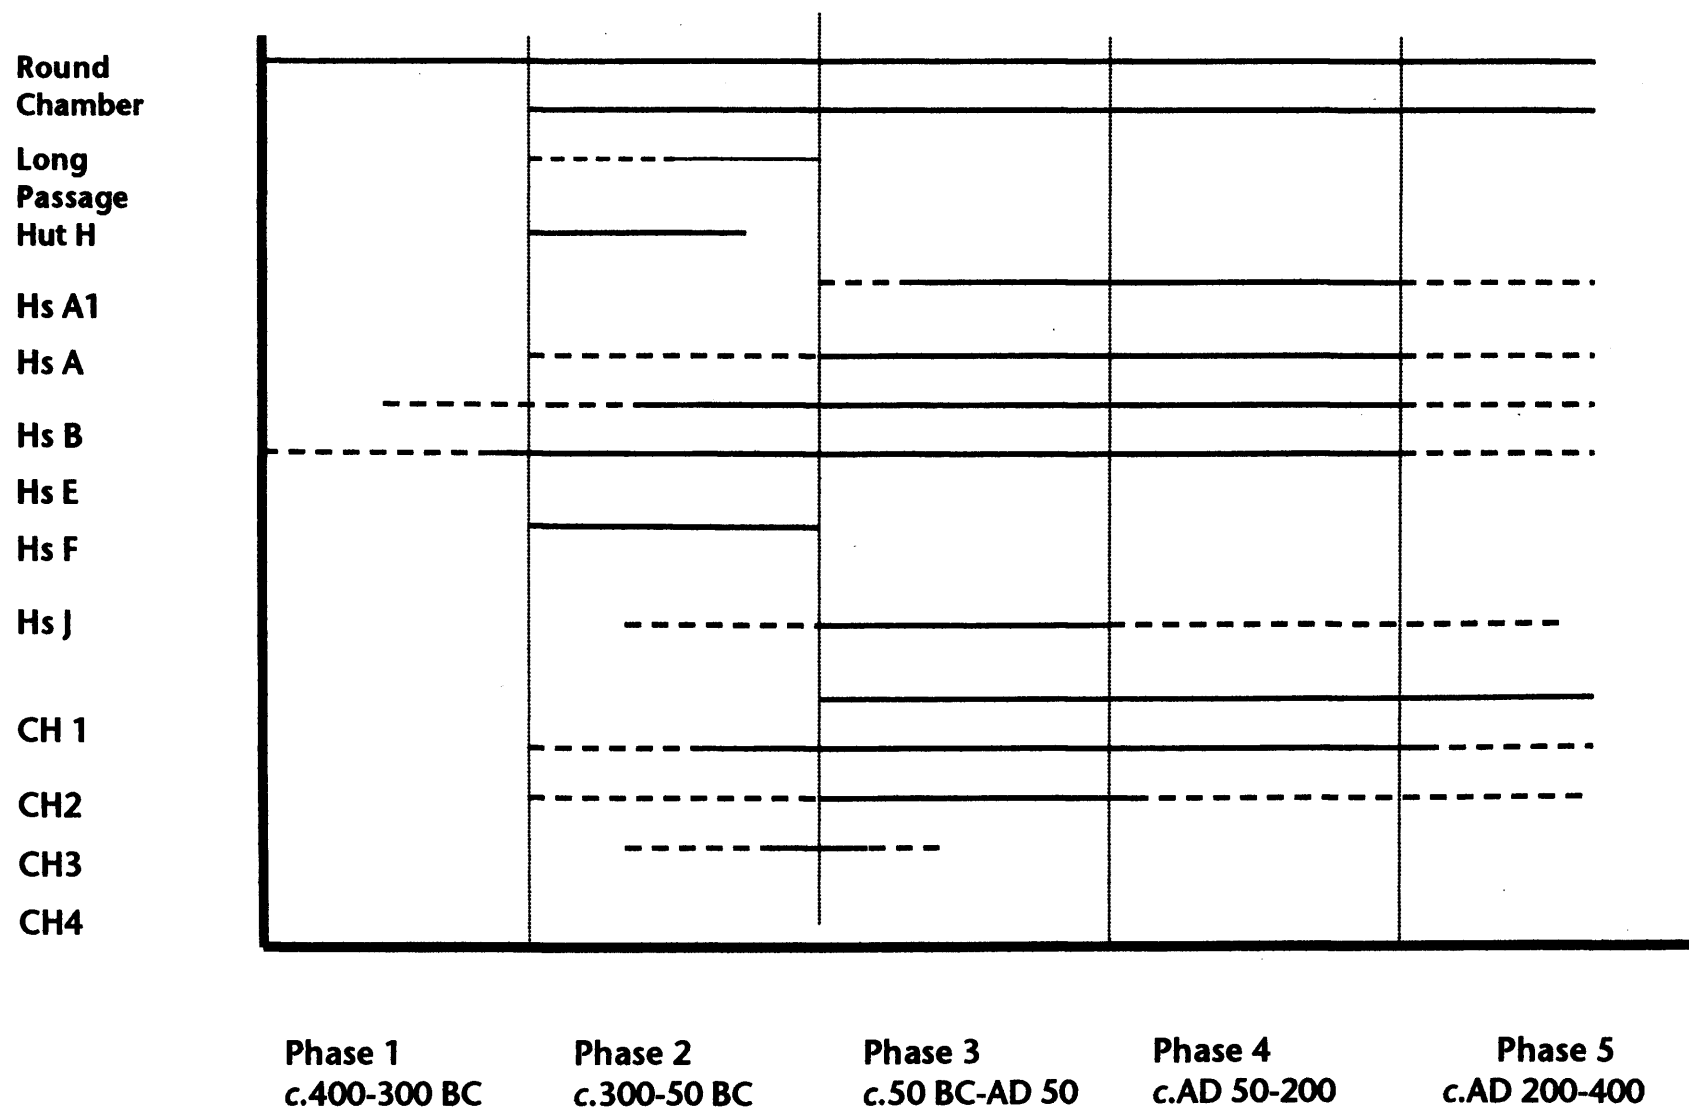 Round
Chamber
Long
Passage
Hut H
Hs A1
Hs A
Hs B
Hs E
Hs F
Hs J
CH 1
CH2
CH3
CH4
Phase 1
c.400-300 BC
Phase 2
c.300-50 BC
Phase 3
c.50 BC-AD 50
Phase 4
c.AD 50-200
Phase 5
c.AD 200-400